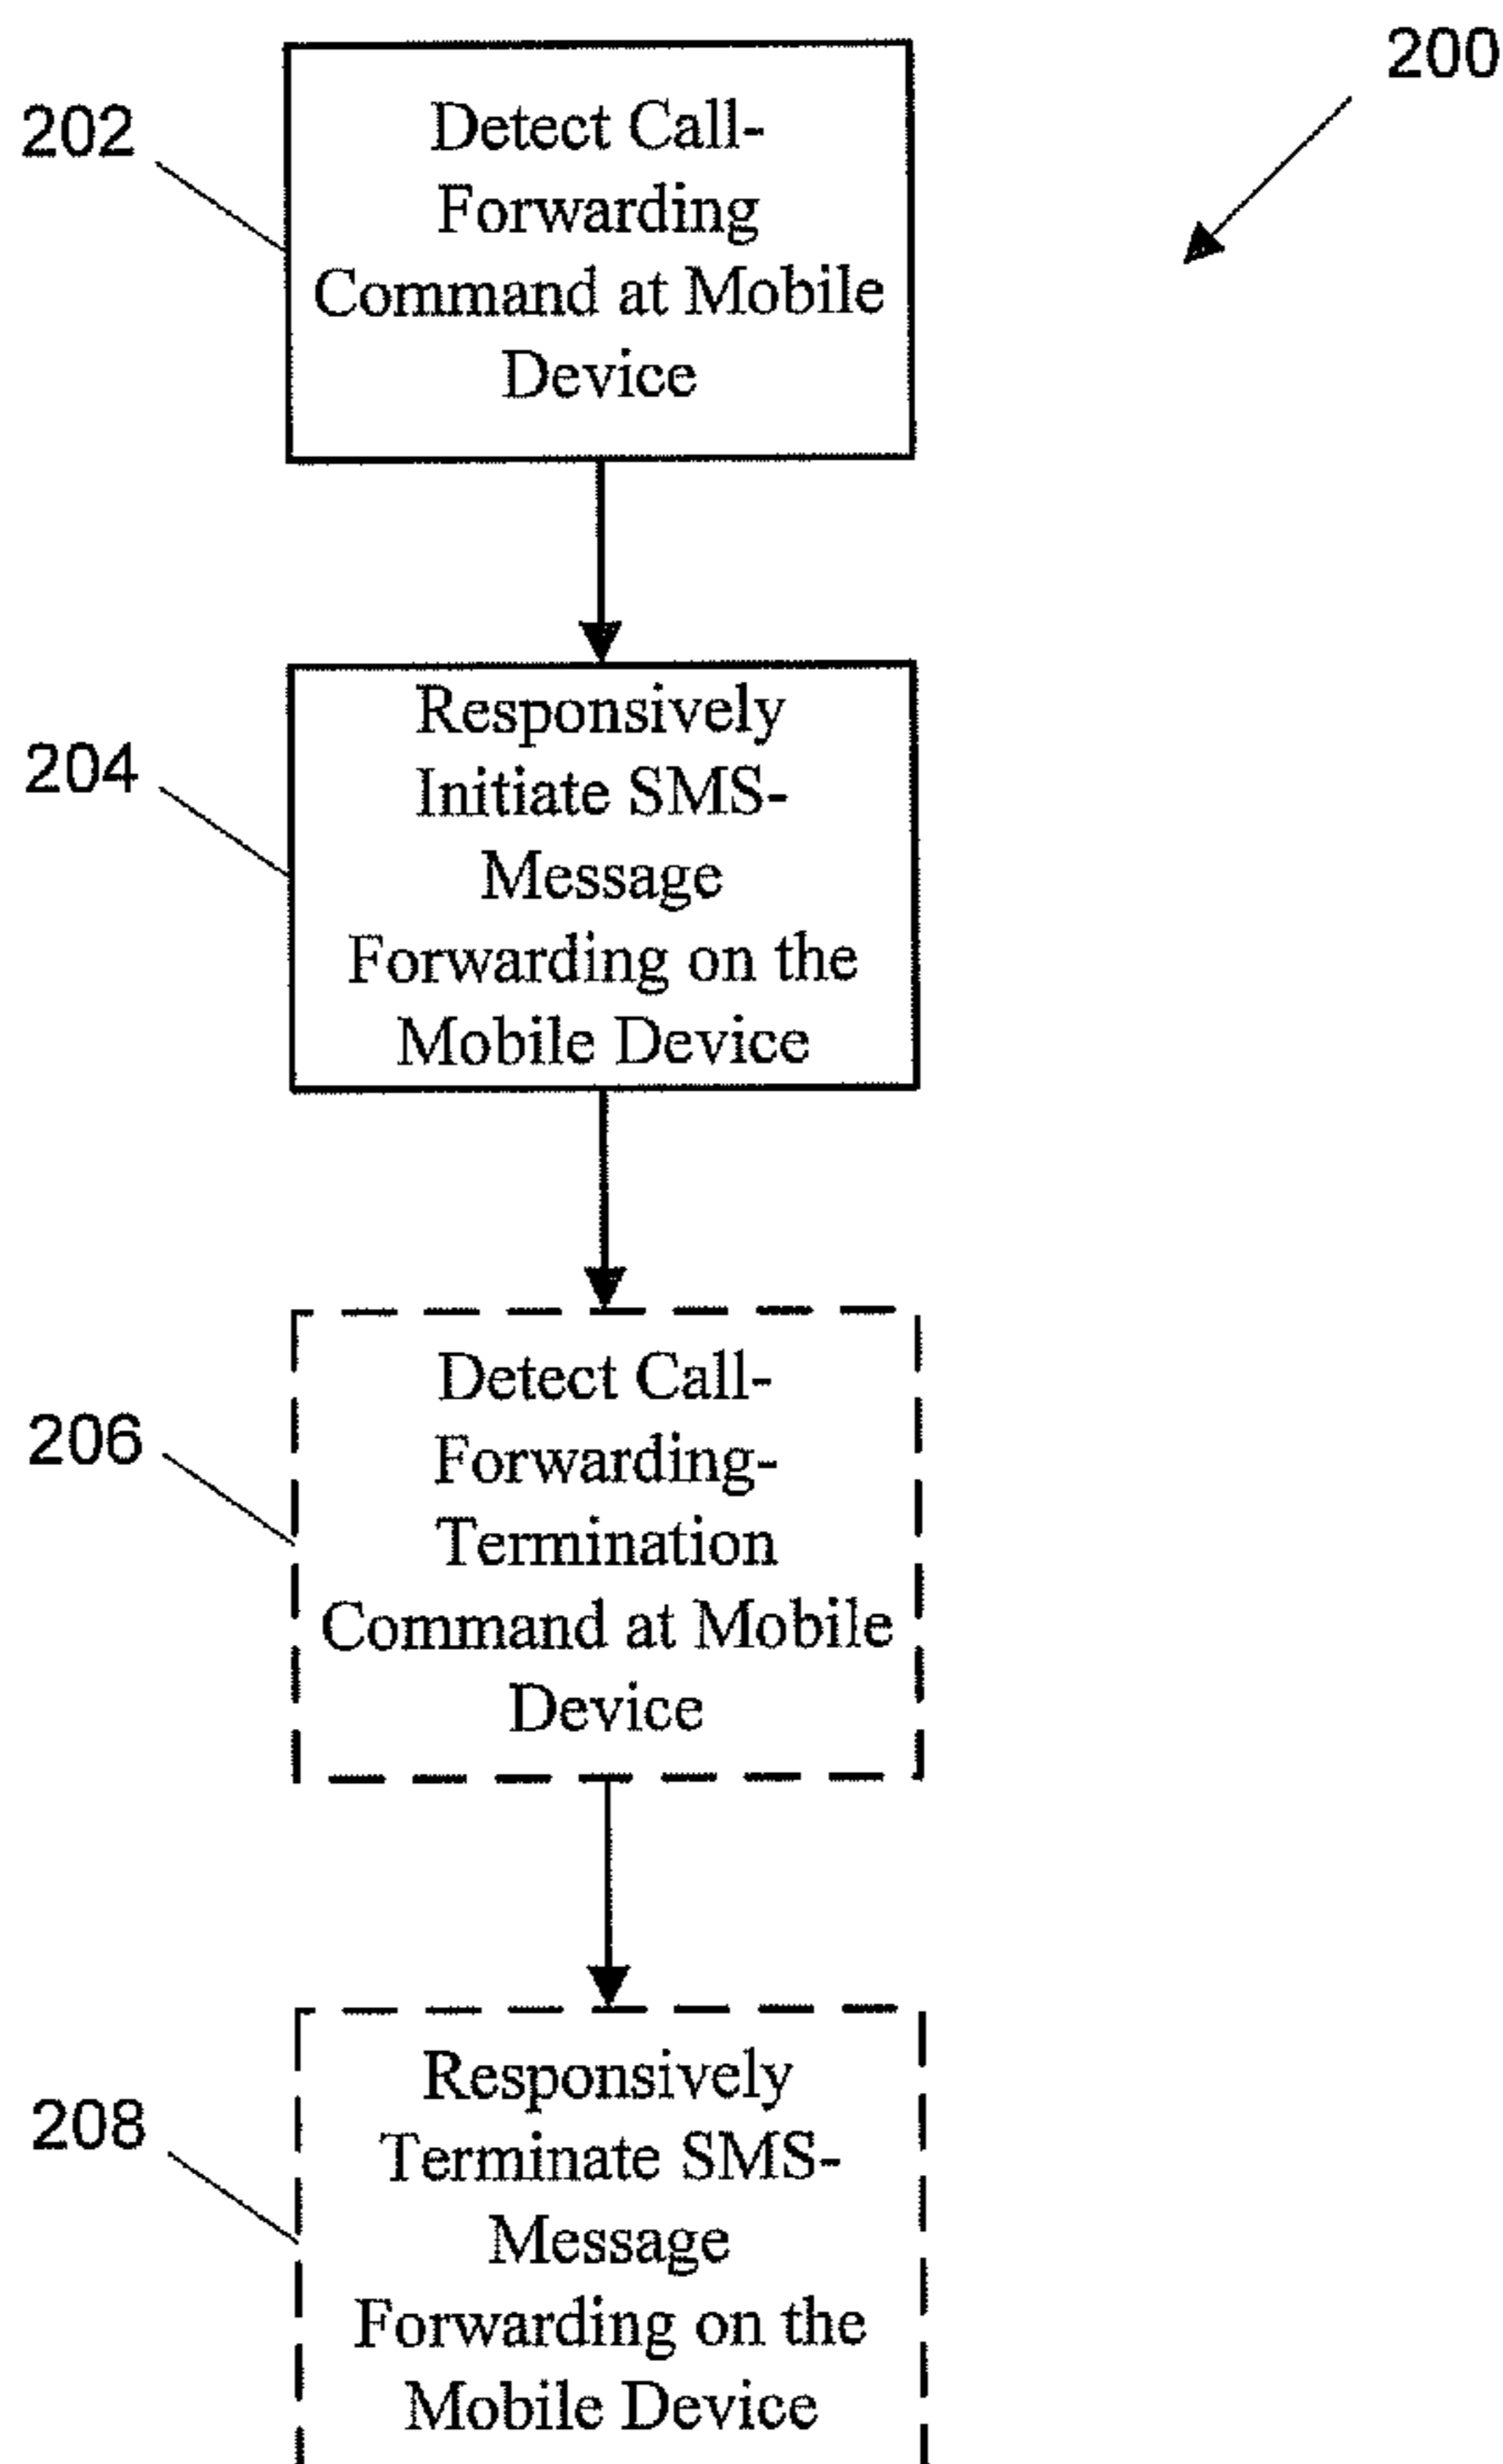 200
202
Detect Call-
Forwarding
Command at Mobile
Device
204
Responsively
Initiate SMS-
Message
Forwarding on the
Mobile Device
206
Detect Call-
Forwarding-
Termination
Command at Mobile
Device
208
Responsively
Terminate SMS-
Message
Forwarding on the
Mobile Device